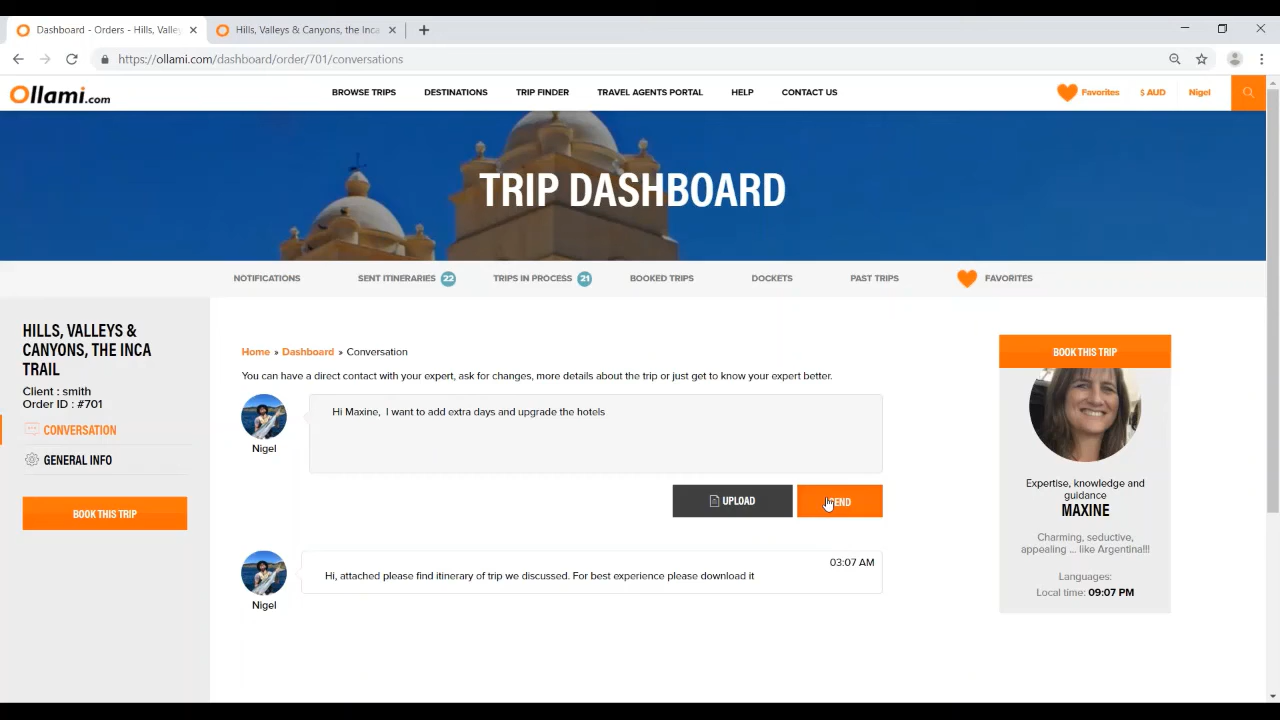 Dashboard - Orders - Hills, Valley
Hills, Valleys & Canyons, the Inca
https://ollami.com/dashboard/order/701/conversations
Ollami.com
BROWSE TRIPS
DESTINATIONS
TRIP FINDER
TRAVEL AGENTS PORTAL
HELP
CONTACT US
Favorites
$ AUD
Nigel
TRIP DASHBOARD
NOTIFICATIONS
SENT ITINERARIES 22
TRIPS IN PROCESS 21
BOOKED TRIPS
DOCKETS
PAST TRIPS
FAVORITES
HILLS, VALLEYS &
CANYONS, THE INCA
TRAIL
Client : smith
Order ID : #701
CONVERSATION
GENERAL INFO
BOOK THIS TRIP
Home » Dashboard » Conversation
You can have a direct contact with your expert, ask for changes, more details about the trip or just get to know your expert better.
Hi Maxine, I want to add extra days and upgrade the hotels
Nigel
UPLOAD
END
03:07 AM
Hi, attached please find itinerary of trip we discussed. For best experience please download it
Nigel
BOOK THIS TRIP
Expertise, knowledge and
guidance
MAXINE
Charming, seductive,
appealing ... like Argentina!!!
Languages:
Local time: 09:07 PM